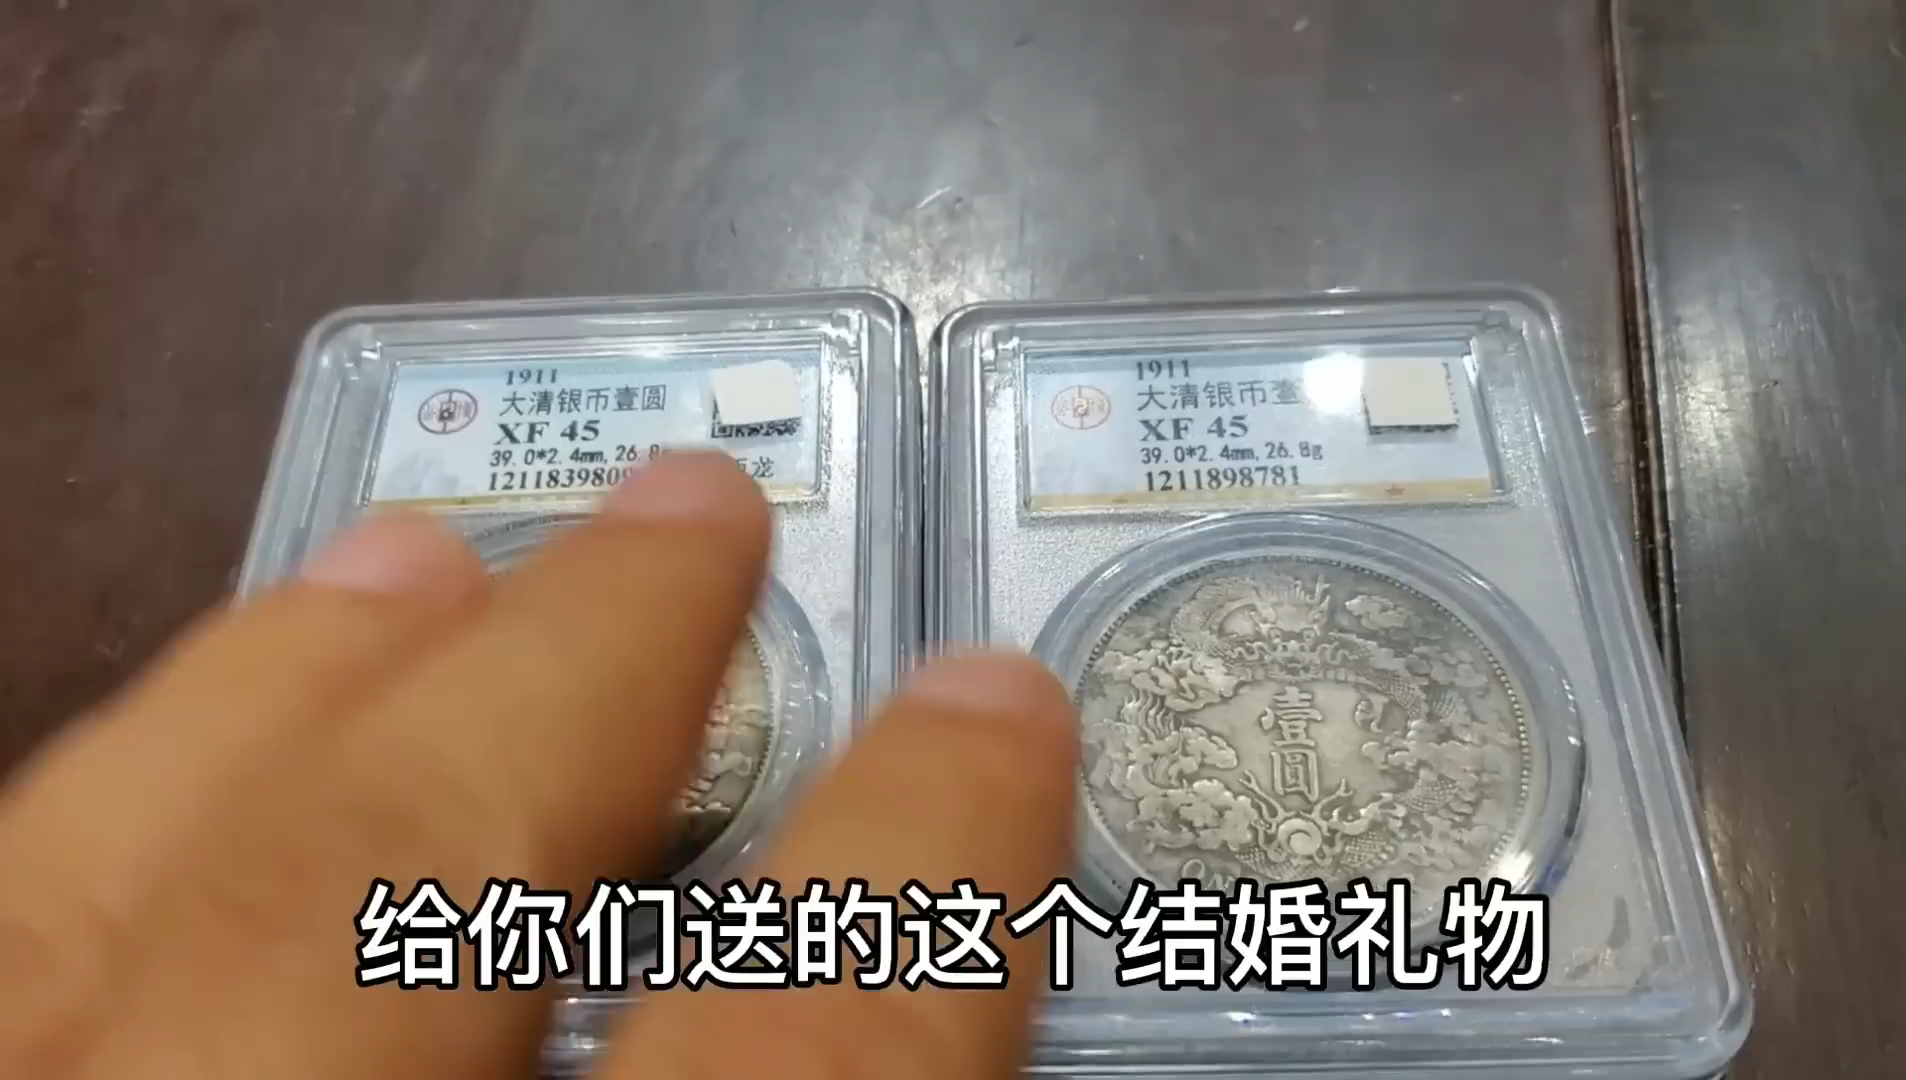 1911
大清银币壹圆
XF 45
39.0*2.4mm, 26.8
121183980
龙
1911
大清银币壹
XF 45
39.0*2.4mm, 26.8g
1211898781
壹圆
给你们送的这个结婚礼物